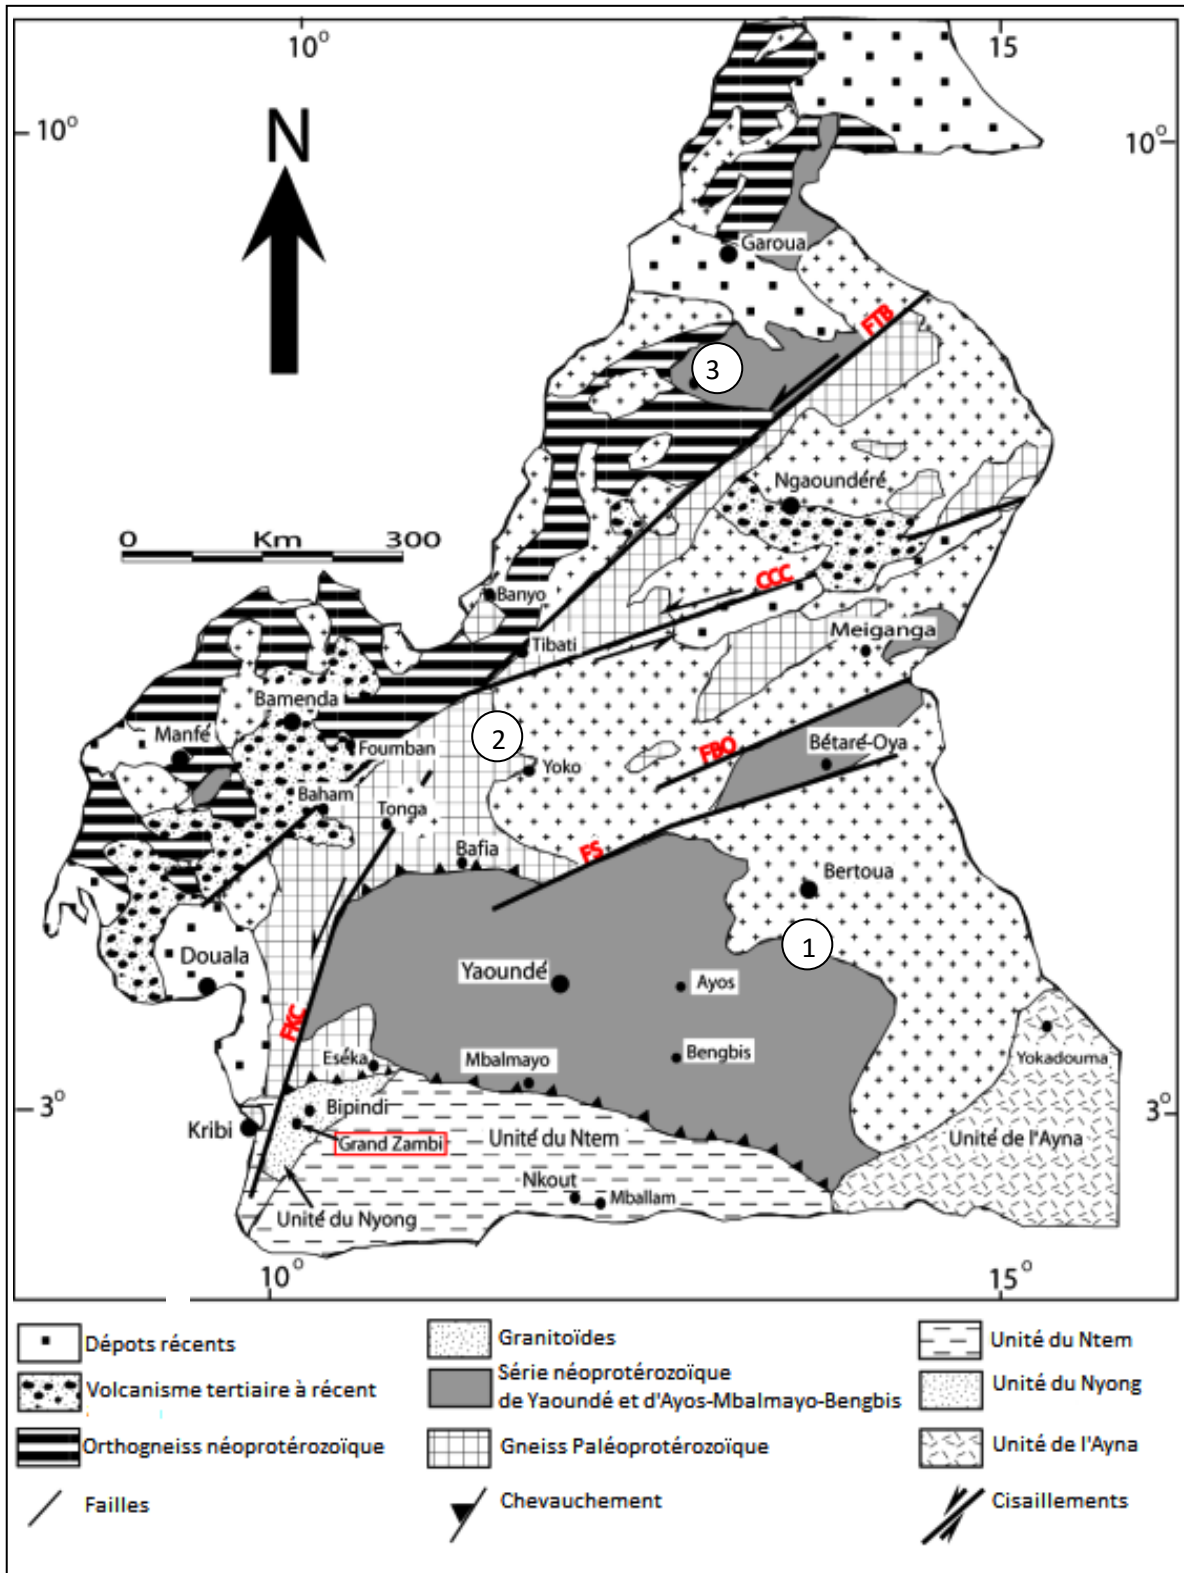 10°
15
10°
10°
N
Garoua
FTB
3
Ngaoundéré
0 Km 300
CCC
Banyo
Meiganga
Tibati
Bamenda
Manfé
2
Foumban
FBO
Bétaré-Oya
Yoko
Baham
Tonga
Bafia
FS
Bertoua
1
Douala
Yaoundé
Ayos
FKC
Eséka
Mbalmayo
Bengbis
Yokadouma
3°
Bipindi
3°
Kribi
Grand Zambi
Unité du Ntem
Unité de l'Ayna
Nkout
Mballam
Unité du Nyong
10°
15°
Dépots récents
Granitoïdes
Unité du Ntem
Volcanisme tertiaire à récent
Série néoprotérozoïque
de Yaoundé et d'Ayos-Mbalmayo-Bengbis
Unité du Nyong
Orthogneiss néoprotérozoïque
Gneiss Paléoprotérozoïque
Unité de l'Ayna
Failles
Chevauchement
Cisaillements